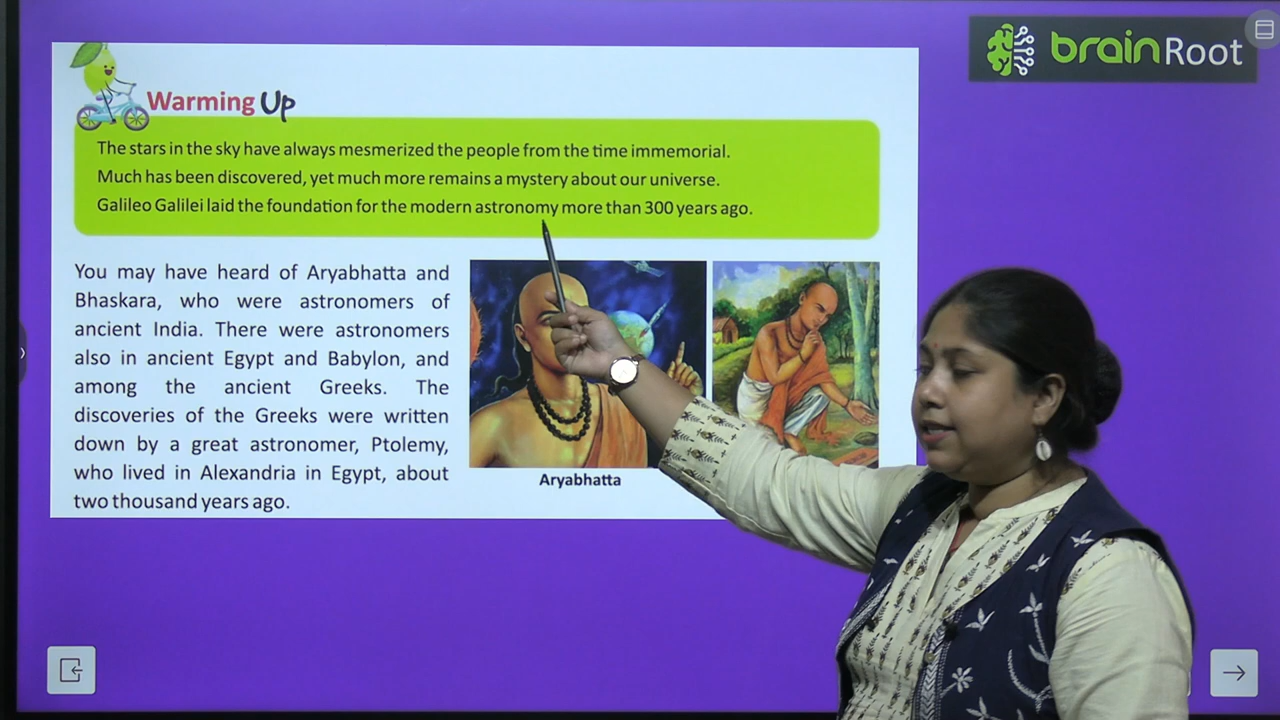 brainRoot
Warming Up
The stars in the sky have always mesmerized the people from the time immemorial.
Much has been discovered, yet much more remains a mystery about our universe.
Galileo Galilei laid the foundation for the modern astronomy more than 300 years ago.
You may have heard of Aryabhatta and
Bhaskara, who were astronomers of
ancient India. There were astronomers
also in ancient Egypt and Babylon, and
among the ancient Greeks. The
discoveries of the Greeks were written
down by a great astronomer, Ptolemy,
who lived in Alexandria in Egypt, about
two thousand years ago.
Aryabhatta